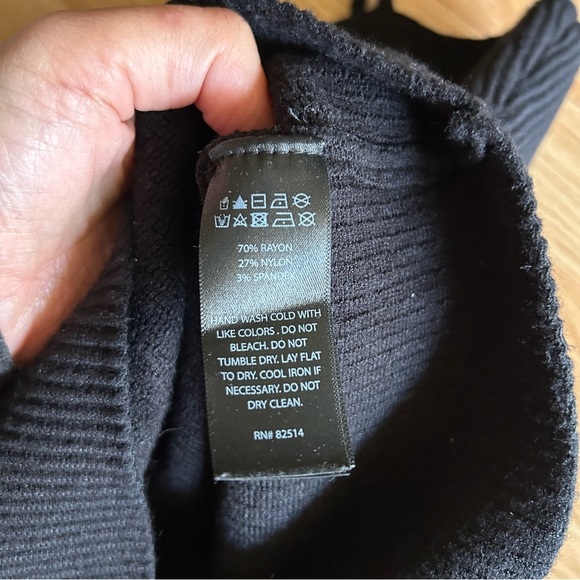 70% RAYON
27% NYLON
3% SPANDEX
HAND WASH COLD WITH
LIKE COLORS . DO NOT
BLEACH. DO NOT
TUMBLE DRY. LAY FLAT
TO DRY. COOL IRON IF
NECESSARY. DO NOT
DRY CLEAN.
RN# 82514